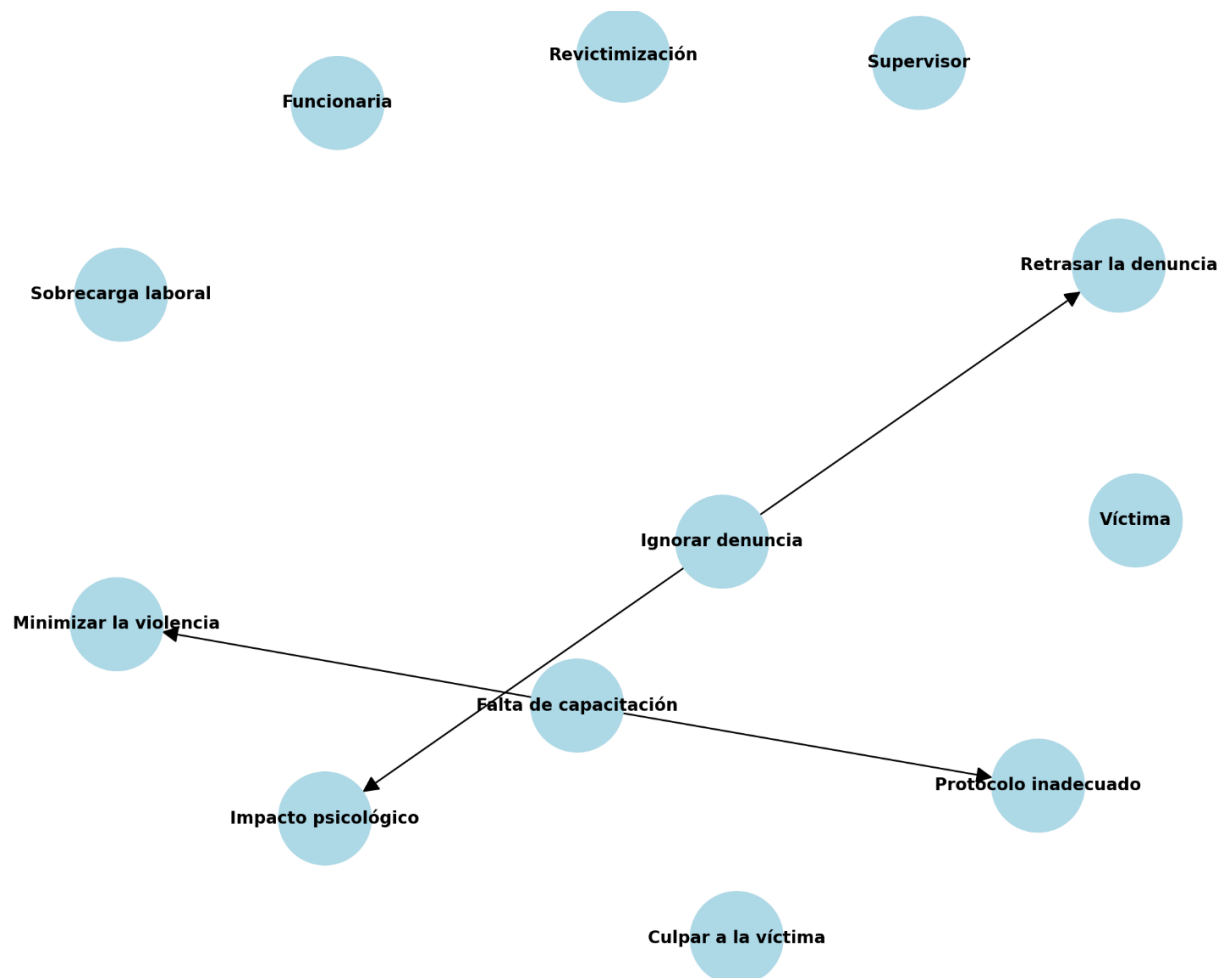 Revictimización
Supervisor
Funcionaria
Retrasar la denuncia
Sobrecarga laboral
Víctima
Ignorar denuncia
Minimizar la violencia
Falta de capacitación
Protocolo inadecuado
Impacto psicológico
Culpar a la víctima